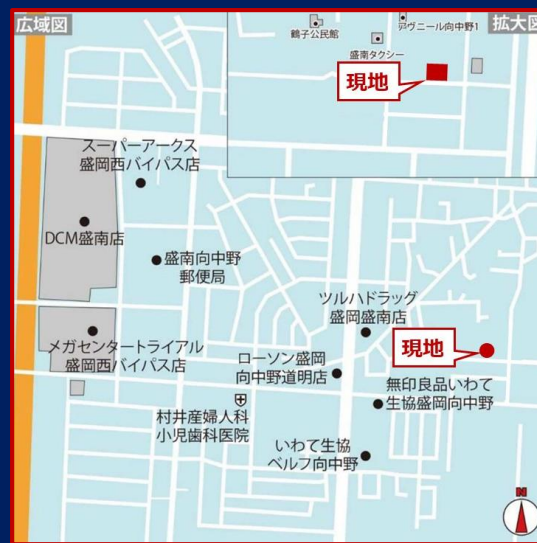 広域図
鶴子公民館
アヴニール向中野1
拡大図
盛南タクシー
現地
スーパーアークス
盛岡西バイパス店
DCM盛南店
盛南向中野
郵便局
ツルハドラッグ
盛岡盛南店
現地
メガセンタートライアル
盛岡西バイパス店
ローソン盛岡
向中野道明店
無印良品いわて
生協盛岡向中野
村井産婦人科
小児歯科医院
いわて生協
ベルフ向中野
N